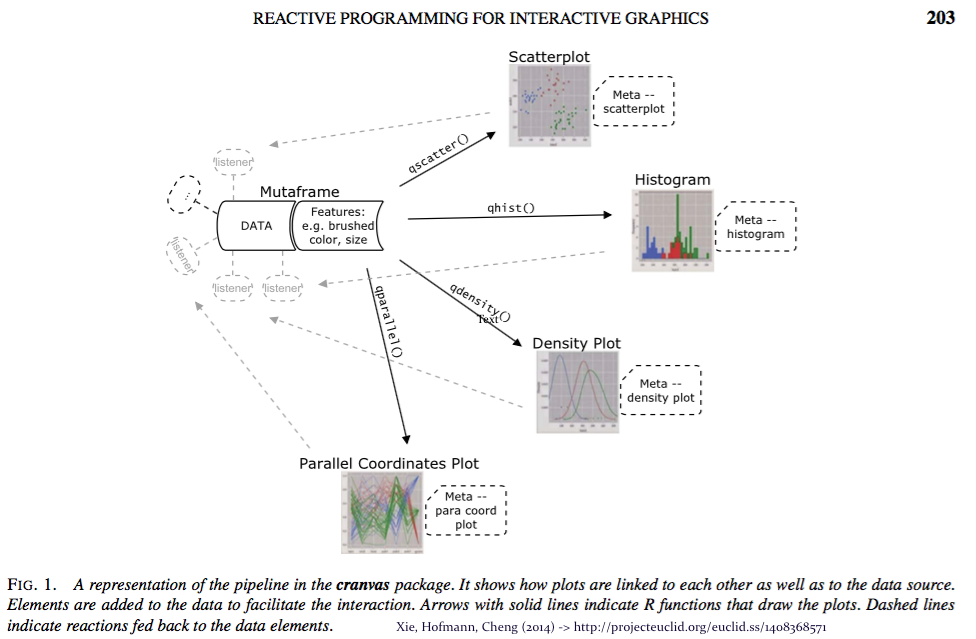 REACTIVE PROGRAMMING FOR INTERACTIVE GRAPHICS
203
Scatterplot
Meta --
scatterplot
qscatter()
listener
...
Mutaframe
DATA
Features:
e.g. brushed
color, size
listener
listener
listener
Histogram
qhist()
Meta --
histogram
qdensity()
Text
qparallel()
Density Plot
Meta --
density plot
Parallel Coordinates Plot
Meta --
para coord
plot
FIG. 1. A representation of the pipeline in the cranvas package. It shows how plots are linked to each other as well as to the data source.
Elements are added to the data to facilitate the interaction. Arrows with solid lines indicate R functions that draw the plots. Dashed lines
indicate reactions fed back to the data elements.
Xie, Hofmann, Cheng (2014) -> http://projecteuclid.org/euclid.ss/1408368571